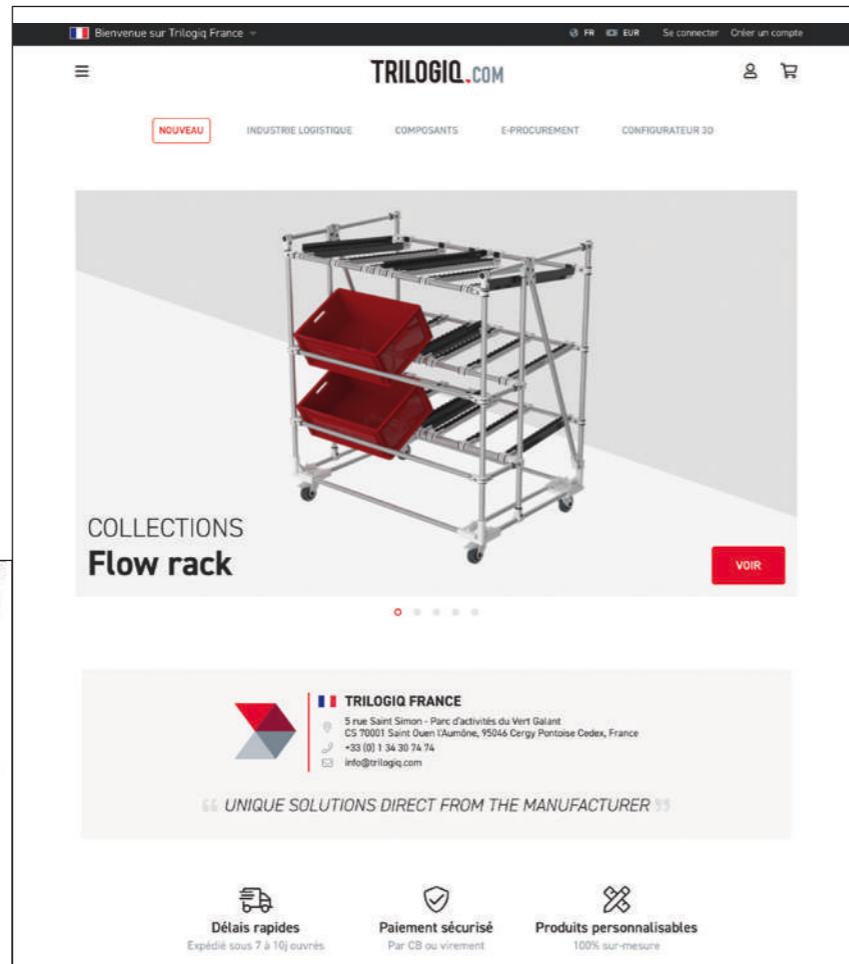 Bienvenue sur Trilogiq France
FR EUR Se connecter Créer un compte
TRILOGIQ.COM
NOUVEAU INDUSTRIE LOGISTIQUE COMPOSANTS E-PROCUREMENT CONFIGURATEUR 3D
COLLECTIONS
Flow rack
VOIR
TRILOGIQ FRANCE
5 rue Saint Simon - Parc d'activités du Vert Galant
CS 70001 Saint Ouen l'Aumône, 95046 Cergy Pontoise Cedex, France
+33 (0) 1 34 30 74 74
info@trilogiq.com
“ UNIQUE SOLUTIONS DIRECT FROM THE MANUFACTURER ”
Délais rapides Paiement sécurisé Produits personnalisables
Expédié sous 7 à 10j ouvrés Par CB ou virement 100% sur-mesure